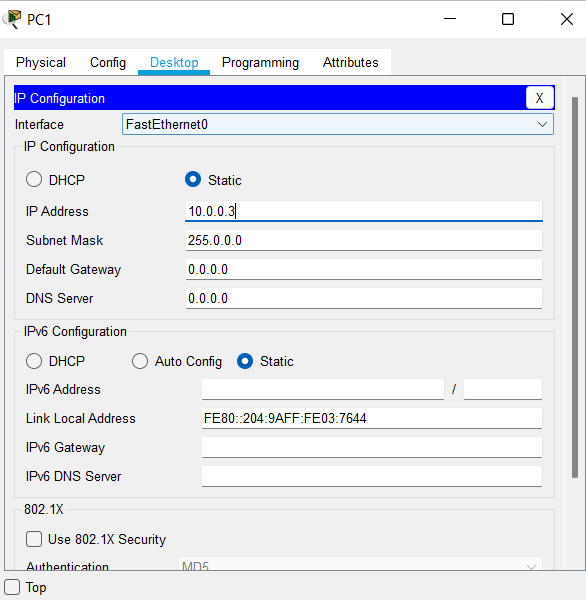 PC1
Physical Config Desktop Programming Attributes
IP Configuration X
Interface FastEthernet0
IP Configuration
DHCP Static
IP Address 10.0.0.3
Subnet Mask 255.0.0.0
Default Gateway 0.0.0.0
DNS Server 0.0.0.0
IPv6 Configuration
DHCP Auto Config Static
IPv6 Address /
Link Local Address FE80::204:9AFF:FE03:7644
IPv6 Gateway
IPv6 DNS Server
802.1X
Use 802.1X Security
Authentication MD5
Top